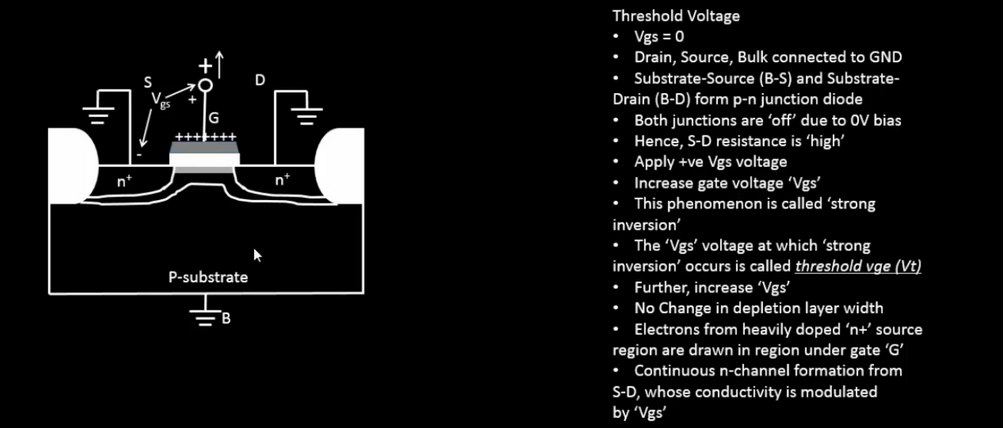 S
D
+
Vgs
+
G
+++++++
-
n+
n+
P-substrate
B
Threshold Voltage
• Vgs = 0
• Drain, Source, Bulk connected to GND
• Substrate-Source (B-S) and Substrate-
Drain (B-D) form p-n junction diode
• Both junctions are ‘off’ due to 0V bias
• Hence, S-D resistance is ‘high’
• Apply +ve Vgs voltage
• Increase gate voltage ‘Vgs’
• This phenomenon is called ‘strong
inversion’
• The ‘Vgs’ voltage at which ‘strong
inversion’ occurs is called threshold vge (Vt)
• Further, increase ‘Vgs’
• No Change in depletion layer width
• Electrons from heavily doped ‘n+’ source
region are drawn in region under gate ‘G’
• Continuous n-channel formation from
S-D, whose conductivity is modulated
by ‘Vgs’